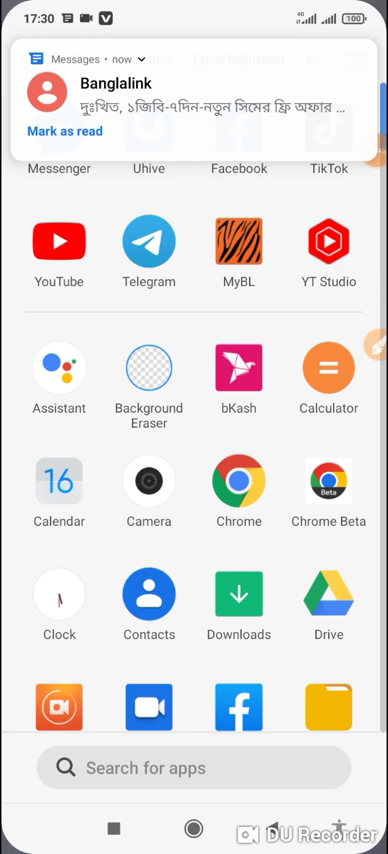 17:30 4G 100
Messages • now
Banglalink
দুঃখিত, ১জিবি-৭দিন-নতুন সিমের ফ্রি অফার ...
Mark as read
Messenger Uhive Facebook TikTok
YouTube Telegram MyBL YT Studio
Assistant Background Eraser bKash Calculator
16
Beta
Calendar Camera Chrome Chrome Beta
Clock Contacts Downloads Drive
Search for apps
DU Recorder